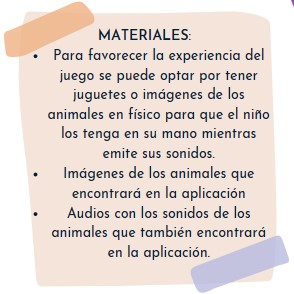 MATERIALES:
• Para favorecer la experiencia del
juego se puede optar por tener
juguetes o imágenes de los
animales en físico para que el niño
los tenga en su mano mientras
emite sus sonidos.
• Imágenes de los animales que
encontrará en la aplicación
• Audios con los sonidos de los
animales que también encontrará
en la aplicación.